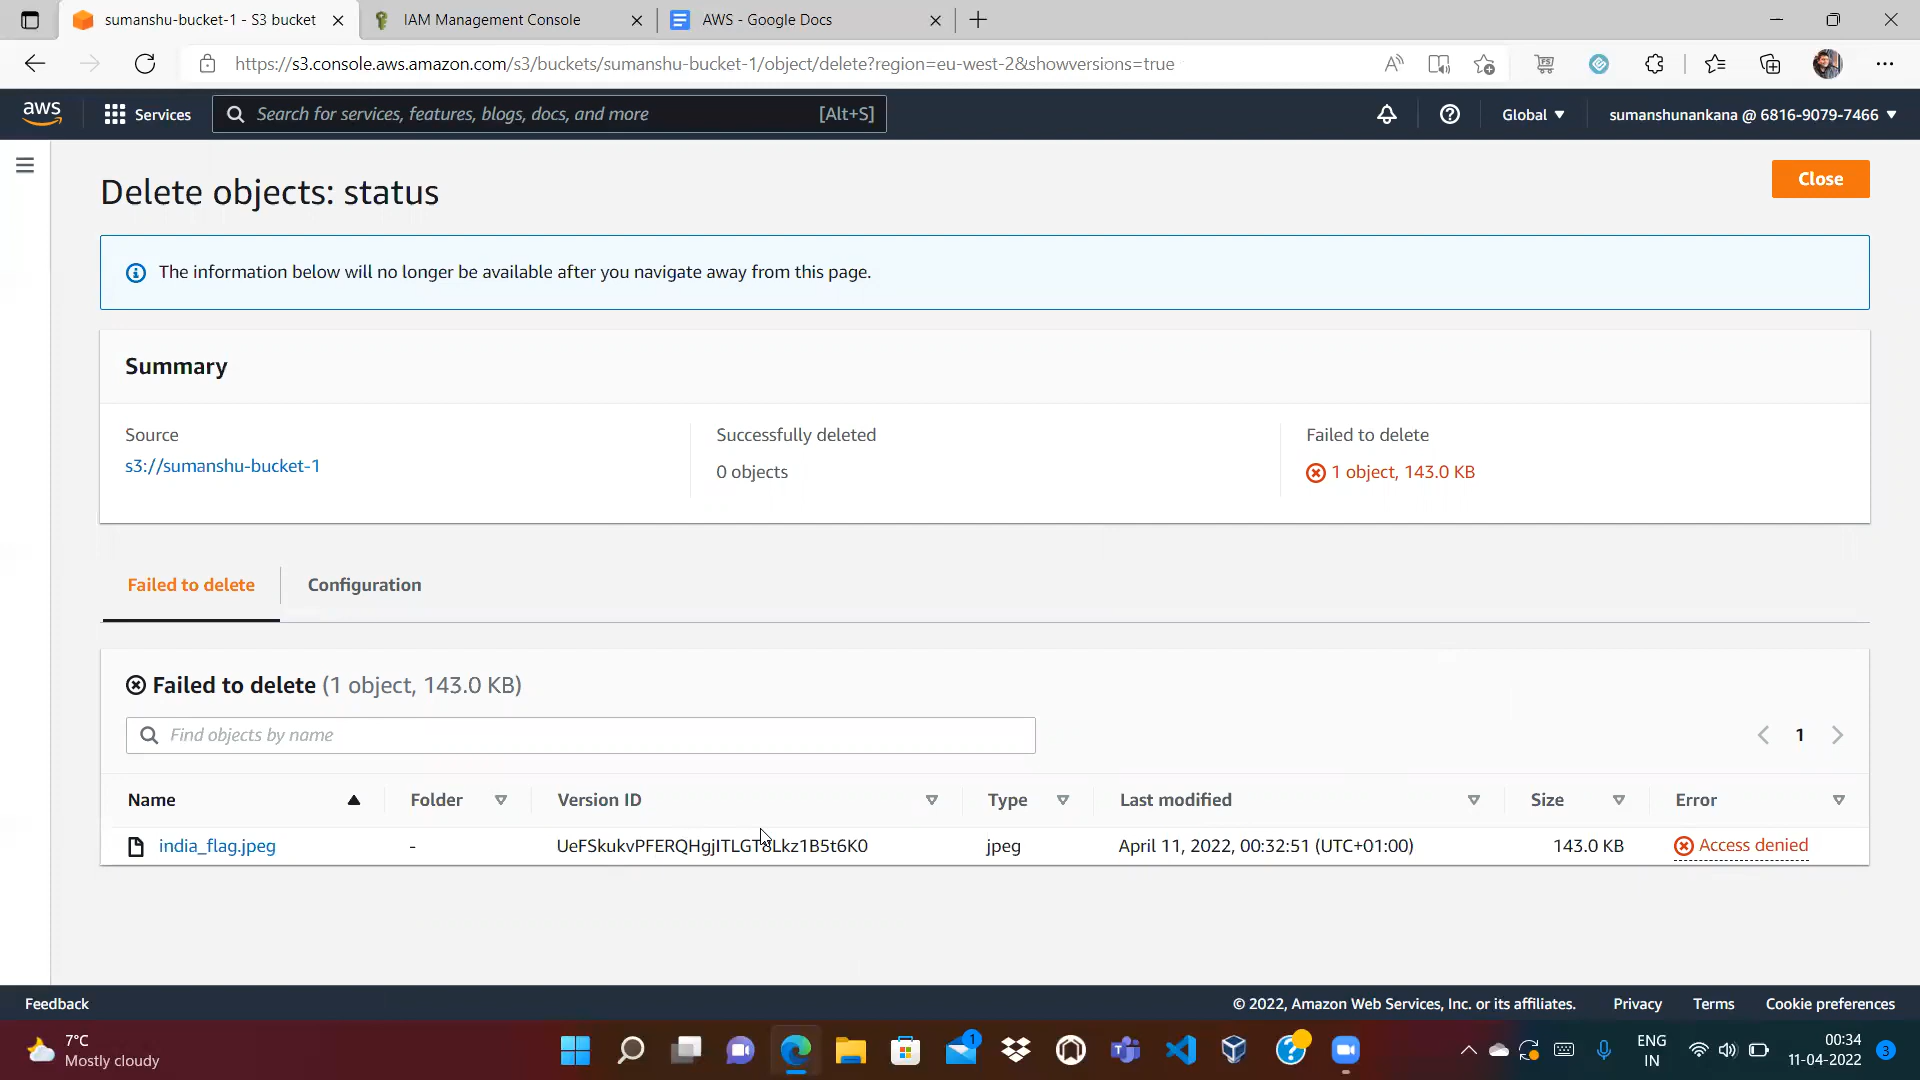 sumanshu-bucket-1 - S3 bucket
IAM Management Console
AWS - Google Docs
https://s3.console.aws.amazon.com/s3/buckets/sumanshu-bucket-1/object/delete?region=eu-west-2&showversions=true
aws
Services
Search for services, features, blogs, docs, and more
[Alt+S]
Global
sumanshunankana @ 6816-9079-7466
Delete objects: status
Close
The information below will no longer be available after you navigate away from this page.
Summary
Source
s3://sumanshu-bucket-1
Successfully deleted
0 objects
Failed to delete
1 object, 143.0 KB
Failed to delete
Configuration
Failed to delete (1 object, 143.0 KB)
Find objects by name
1
Name Folder Version ID Type Last modified Size Error
india_flag.jpeg - jpeg April 11, 2022, 00:32:51 (UTC+01:00) 143.0 KB Access denied
Feedback
© 2022, Amazon Web Services, Inc. or its affiliates.
Privacy
Terms
Cookie preferences
7°C
Mostly cloudy
1
ENG
IN
00:34
11-04-2022
3